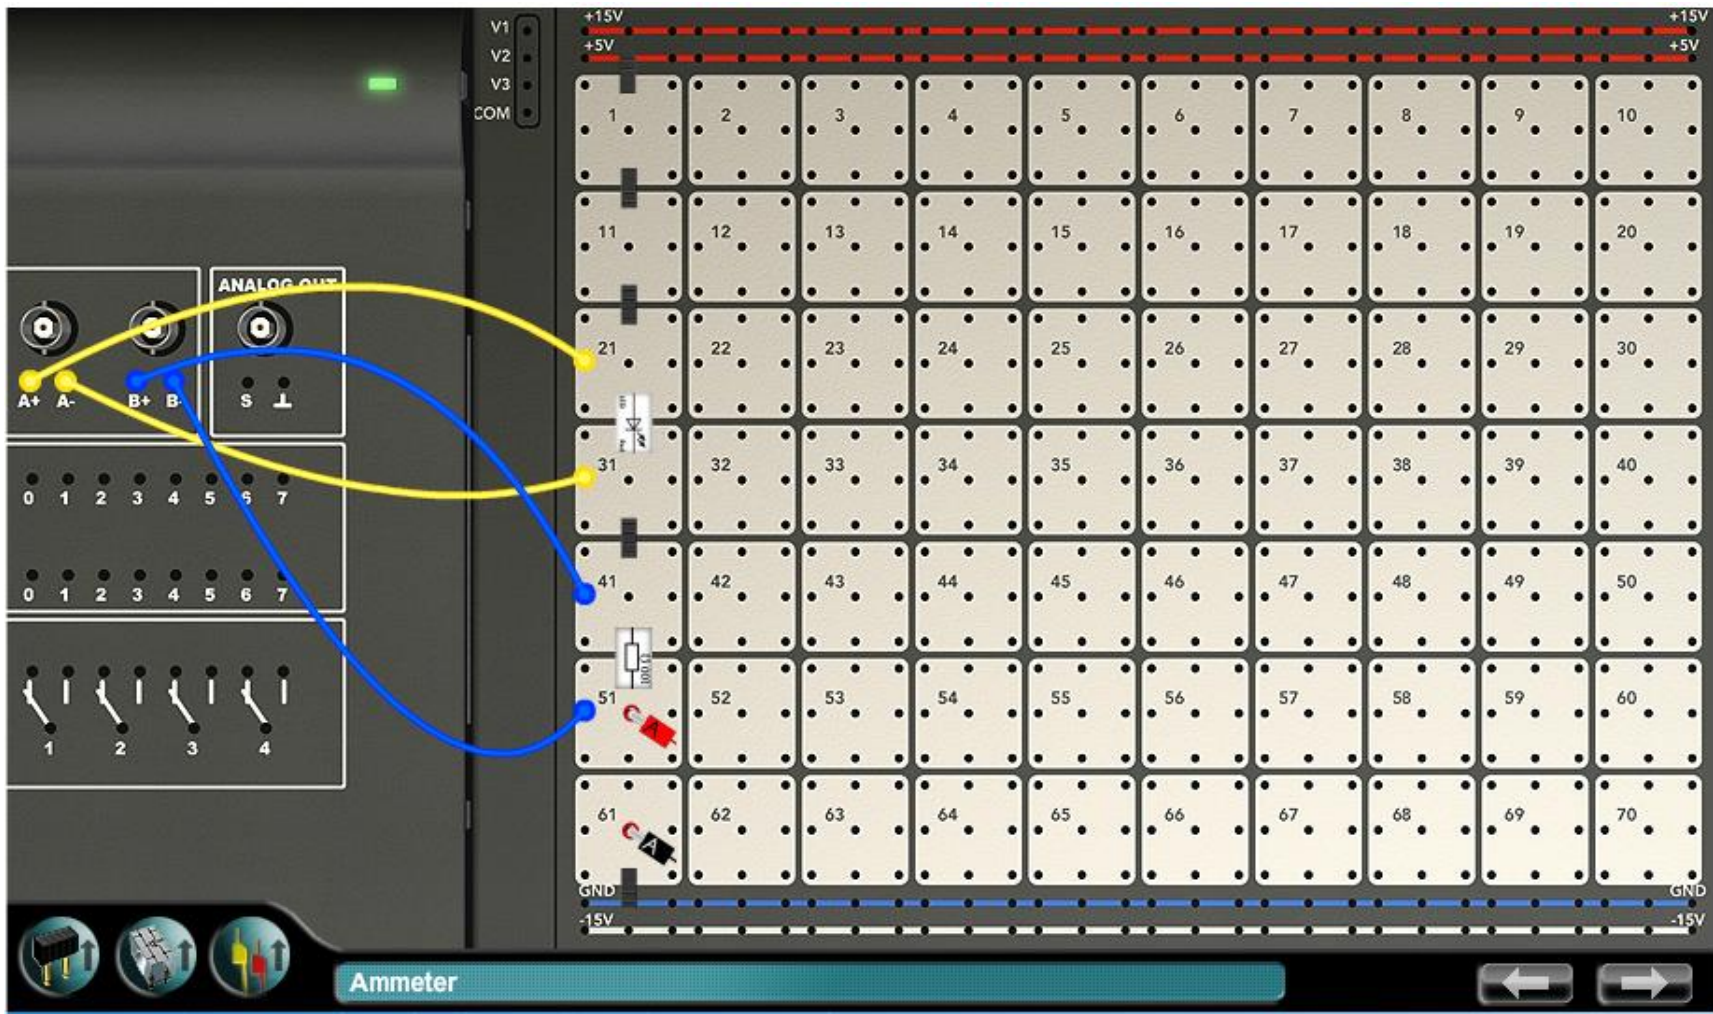 V1
V2
V3
COM
+15V +15V
+5V +5V
1 2 3 4 5 6 7 8 9 10
11 12 13 14 15 16 17 18 19 20
ANALOG OUT
21 22 23 24 25 26 27 28 29 30
A+ A- B+ B- S
31 32 33 34 35 36 37 38 39 40
0 1 2 3 4 5 6 7
41 42 43 44 45 46 47 48 49 50
0 1 2 3 4 5 6 7
100 Ω
51 52 53 54 55 56 57 58 59 60
A
1 2 3 4
61 62 63 64 65 66 67 68 69 70
A
GND GND
-15V -15V
Ammeter